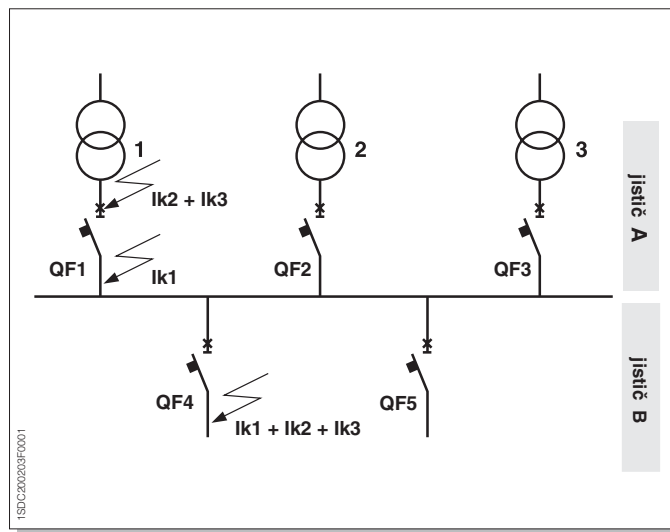 1
2
3
Ik2 + Ik3
QF1
Ik1
QF2
QF3
jistič A
QF4
Ik1 + Ik2 + Ik3
QF5
jistič B
1SDC200203F0001